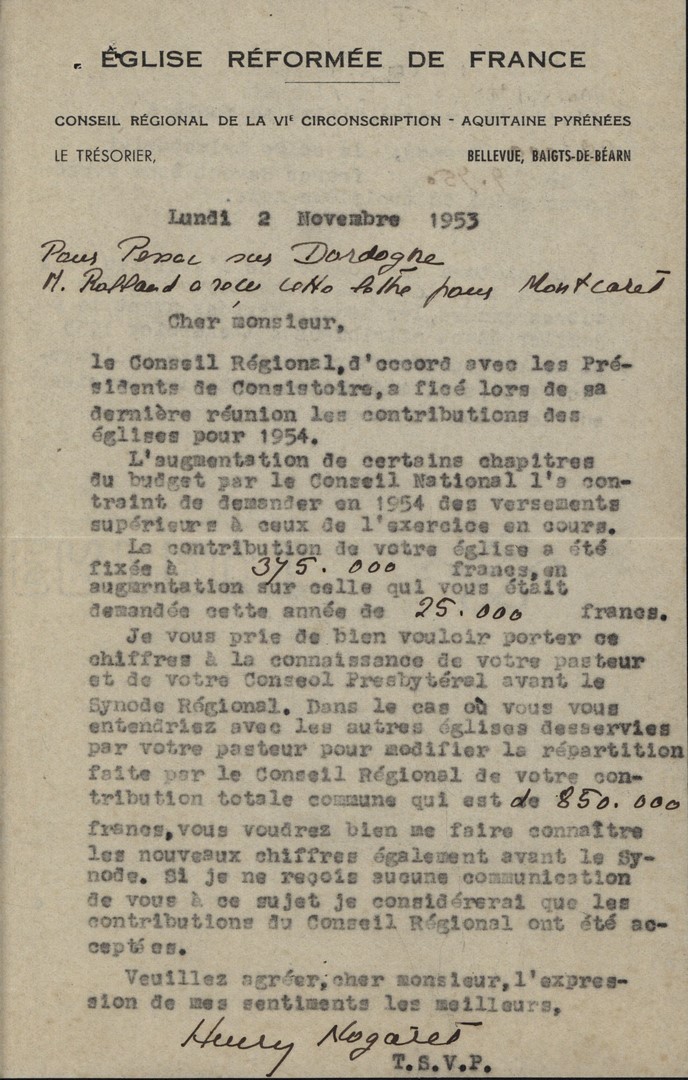 ÉGLISE RÉFORMÉE DE FRANCE
CONSEIL RÉGIONAL DE LA VIᴱ CIRCONSCRIPTION - AQUITAINE PYRÉNÉES
LE TRÉSORIER,
BELLEVUE, BAIGTS-DE-BÉARN
Lundi 2 Novembre 1953
Pour Pessac sur Dordogne
M. Rolland a reçu cette lettre pour Montcaret
Cher monsieur,
le Conseil Régional,d'accord avec les Pré-
sidents de Consistoire,a ficé lors de sa
dernière réunion les contributions des
églises pour 1954.
L'augmentation de certains chapitres
du budget par le Conseil National l'a con-
traint de demander en 1954 des versements
supérieurs à ceux de l'exercice en cours.
La contribution de votre église a été
fixée à 375.000 francs,en
augmrntation sur celle qui vous était
demandée cette année de 25.000 francs.
Je vous prie de bien vouloir porter ce
chiffres à la connaissance de votre pasteur
et de votre Conseol Presbytéral avant le
Synode Régional. Dans le cas où vous vous
entendriez avec les autres églises desservies
par votre pasteur pour modifier la répartition
faite par le Conseil Régional de votre con-
tribution totale commune qui est de 850.000
francs,vous voudrez bien me faire connaître
les nouveaux chiffres également avant le Sy-
node. Si je ne reçois aucune communication
de vous à ce sujet je considérerai que les
contributions du Conseil Régional ont été ac-
ceptées.
Veuillez agréer,cher monsieur,l'expres-
sion de mes sentiments les meilleurs,
Henry Nogaret
T.S.V.P.